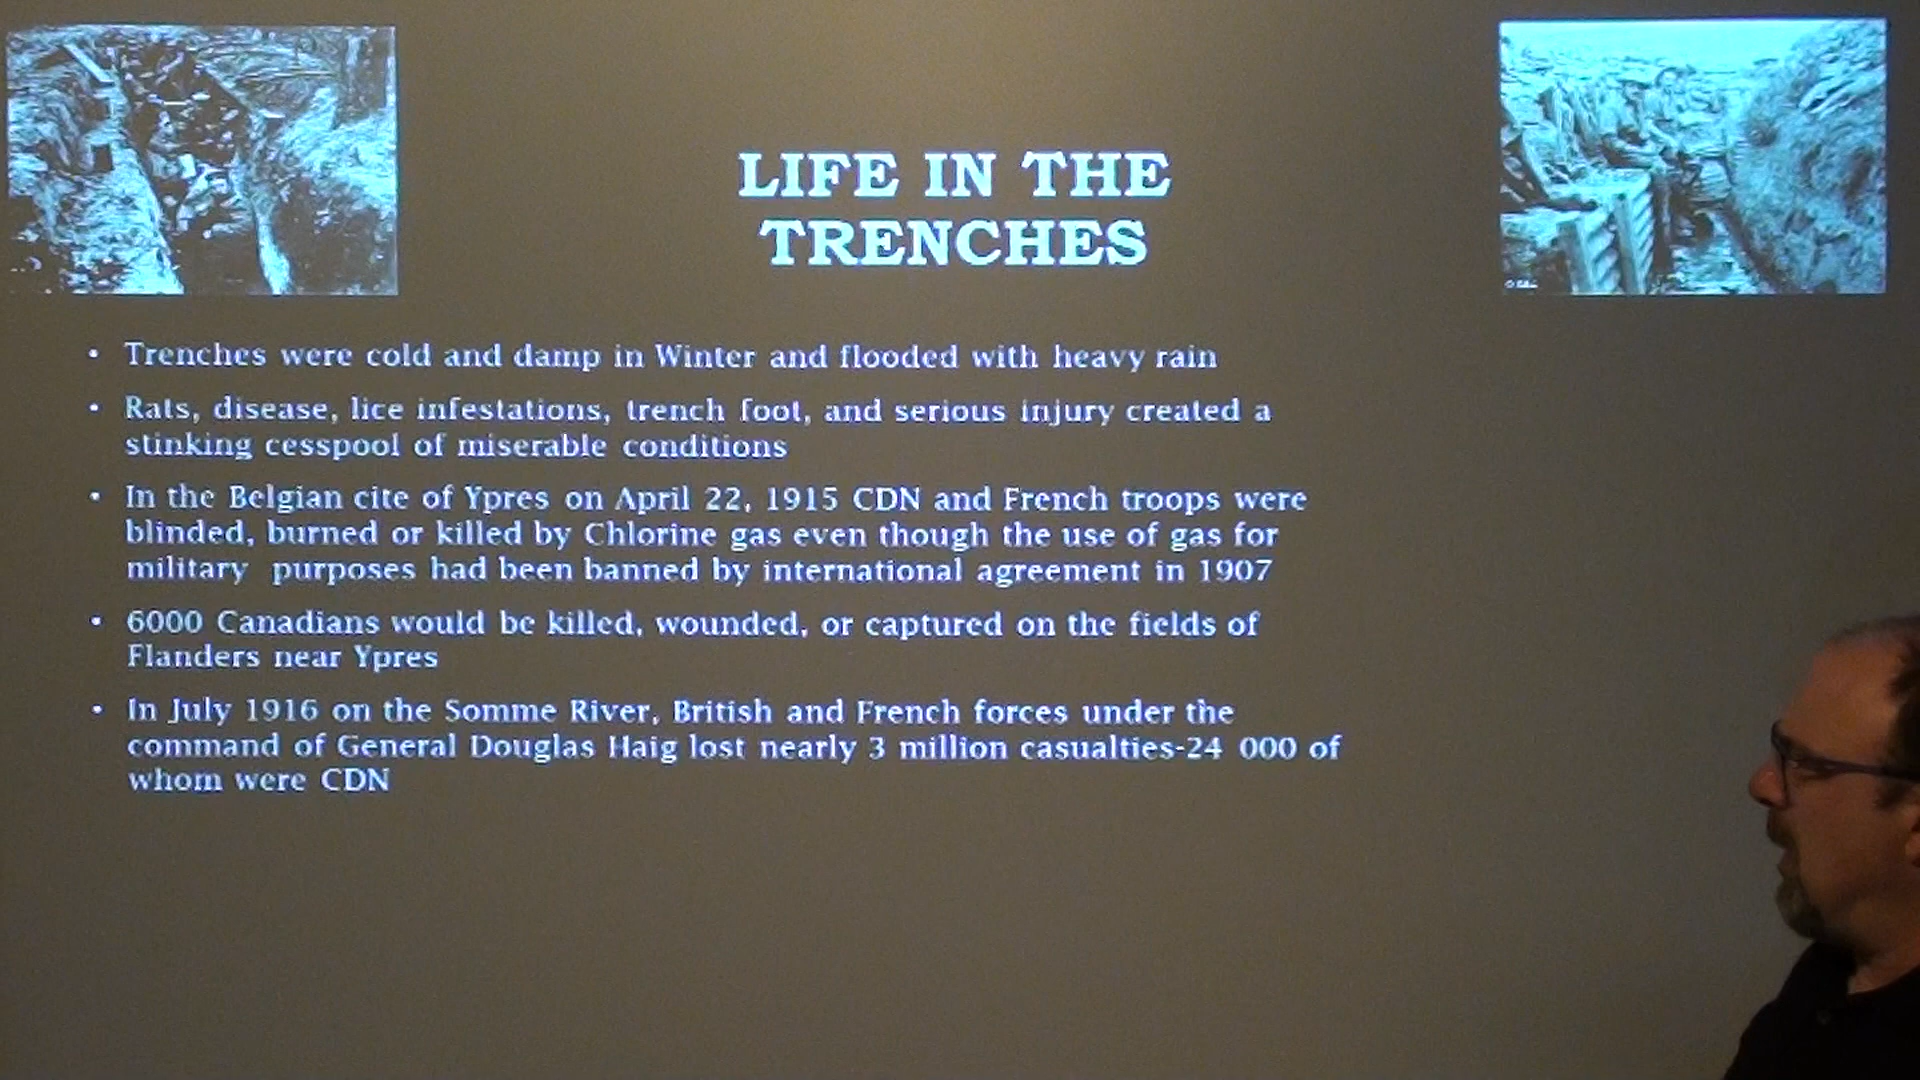 LIFE IN THE
TRENCHES
• Trenches were cold and damp in Winter and flooded with heavy rain
• Rats, disease, lice infestations, trench foot, and serious injury created a
stinking cesspool of miserable conditions
• In the Belgian cite of Ypres on April 22, 1915 CDN and French troops were
blinded, burned or killed by Chlorine gas even though the use of gas for
military purposes had been banned by international agreement in 1907
• 6000 Canadians would be killed, wounded, or captured on the fields of
Flanders near Ypres
• In July 1916 on the Somme River, British and French forces under the
command of General Douglas Haig lost nearly 3 million casualties-24 000 of
whom were CDN